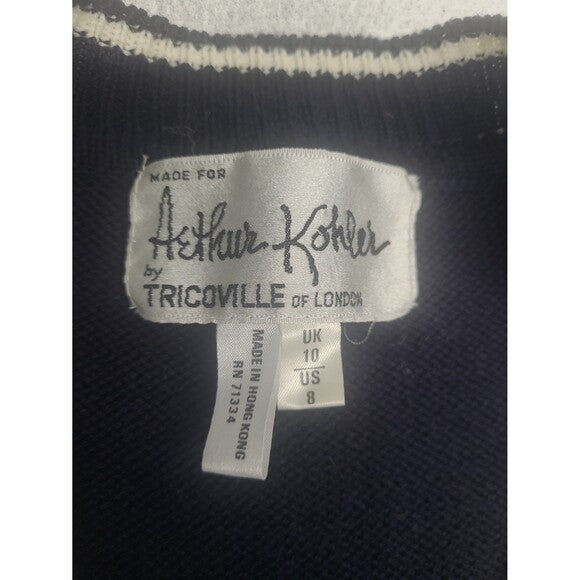 MADE FOR
Arthur Kohler
by
TRICOVILLE OF LONDON
MADE IN HONG KONG
RN 71334
UK
10
US
8